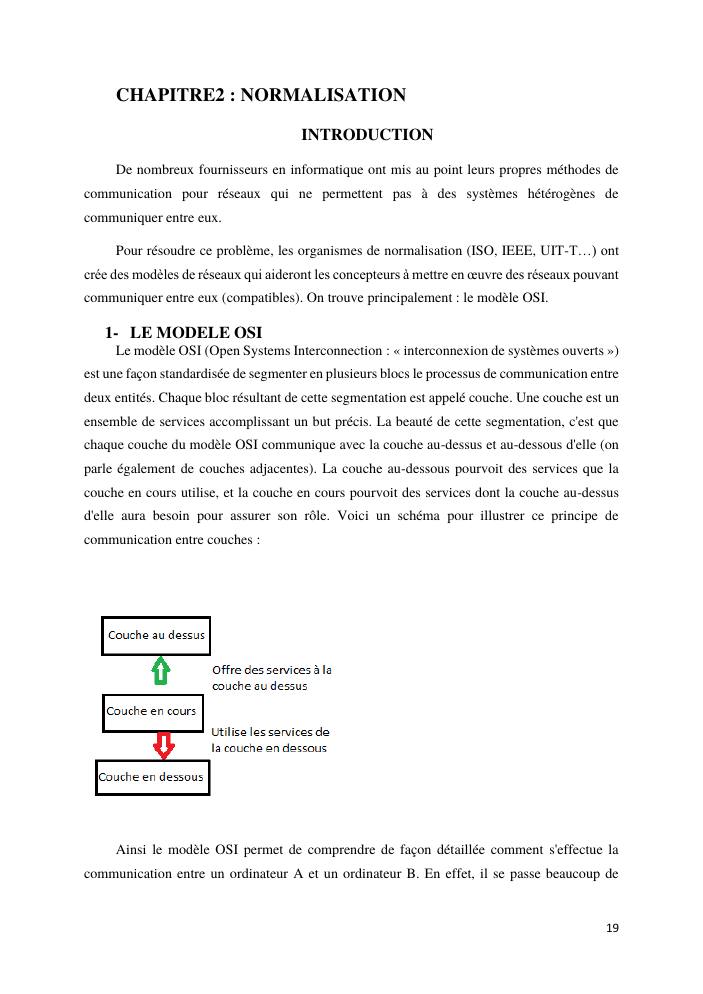 CHAPITRE2 : NORMALISATION
INTRODUCTION
De nombreux fournisseurs en informatique ont mis au point leurs propres méthodes de
communication pour réseaux qui ne permettent pas à des systèmes hétérogènes de
communiquer entre eux.
Pour résoudre ce problème, les organismes de normalisation (ISO, IEEE, UIT-T…) ont
crée des modèles de réseaux qui aideront les concepteurs à mettre en œuvre des réseaux pouvant
communiquer entre eux (compatibles). On trouve principalement : le modèle OSI.
1- LE MODELE OSI
Le modèle OSI (Open Systems Interconnection : « interconnexion de systèmes ouverts »)
est une façon standardisée de segmenter en plusieurs blocs le processus de communication entre
deux entités. Chaque bloc résultant de cette segmentation est appelé couche. Une couche est un
ensemble de services accomplissant un but précis. La beauté de cette segmentation, c'est que
chaque couche du modèle OSI communique avec la couche au-dessus et au-dessous d'elle (on
parle également de couches adjacentes). La couche au-dessous pourvoit des services que la
couche en cours utilise, et la couche en cours pourvoit des services dont la couche au-dessus
d'elle aura besoin pour assurer son rôle. Voici un schéma pour illustrer ce principe de
communication entre couches :
Couche au dessus
Offre des services à la
couche au dessus
Couche en cours
Utilise les services de
la couche en dessous
Couche en dessous
Ainsi le modèle OSI permet de comprendre de façon détaillée comment s'effectue la
communication entre un ordinateur A et un ordinateur B. En effet, il se passe beaucoup de
19